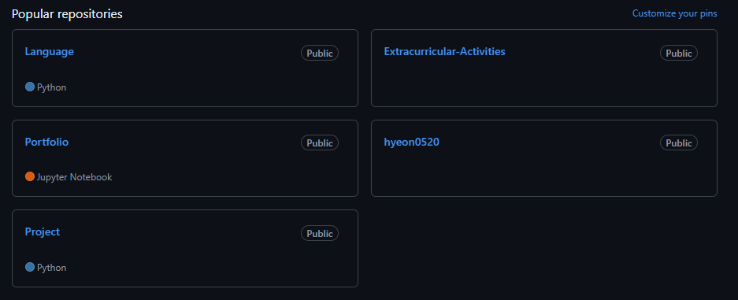 Popular repositories
Customize your pins
Language
Public
Python
Extracurricular-Activities
Public
Portfolio
Public
Jupyter Notebook
hyeon0520
Public
Project
Public
Python